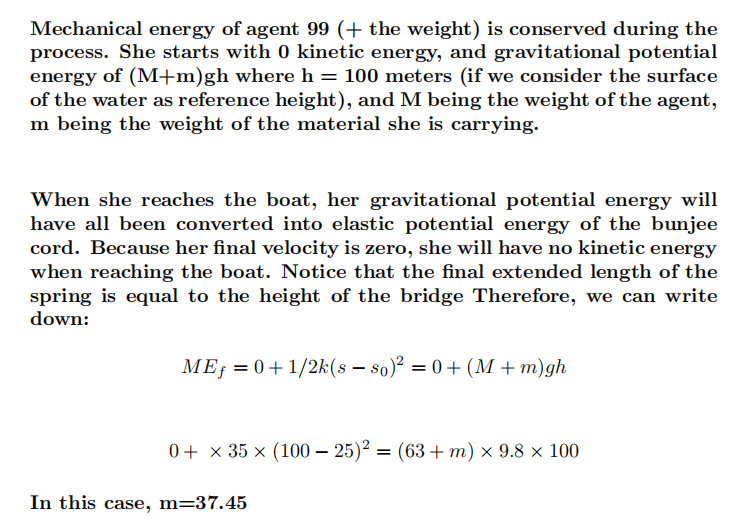 Mechanical energy of agent 99 (+ the weight) is conserved during the
process. She starts with 0 kinetic energy, and gravitational potential
energy of (M+m)gh where h = 100 meters (if we consider the surface
of the water as reference height), and M being the weight of the agent,
m being the weight of the material she is carrying.
When she reaches the boat, her gravitational potential energy will
have all been converted into elastic potential energy of the bunjee
cord. Because her final velocity is zero, she will have no kinetic energy
when reaching the boat. Notice that the final extended length of the
spring is equal to the height of the bridge Therefore, we can write
down:
ME_f = 0 + 1/2k(s − s_0)^2 = 0 + (M + m)gh
0 + × 35 × (100 − 25)^2 = (63 + m) × 9.8 × 100
In this case, m=37.45